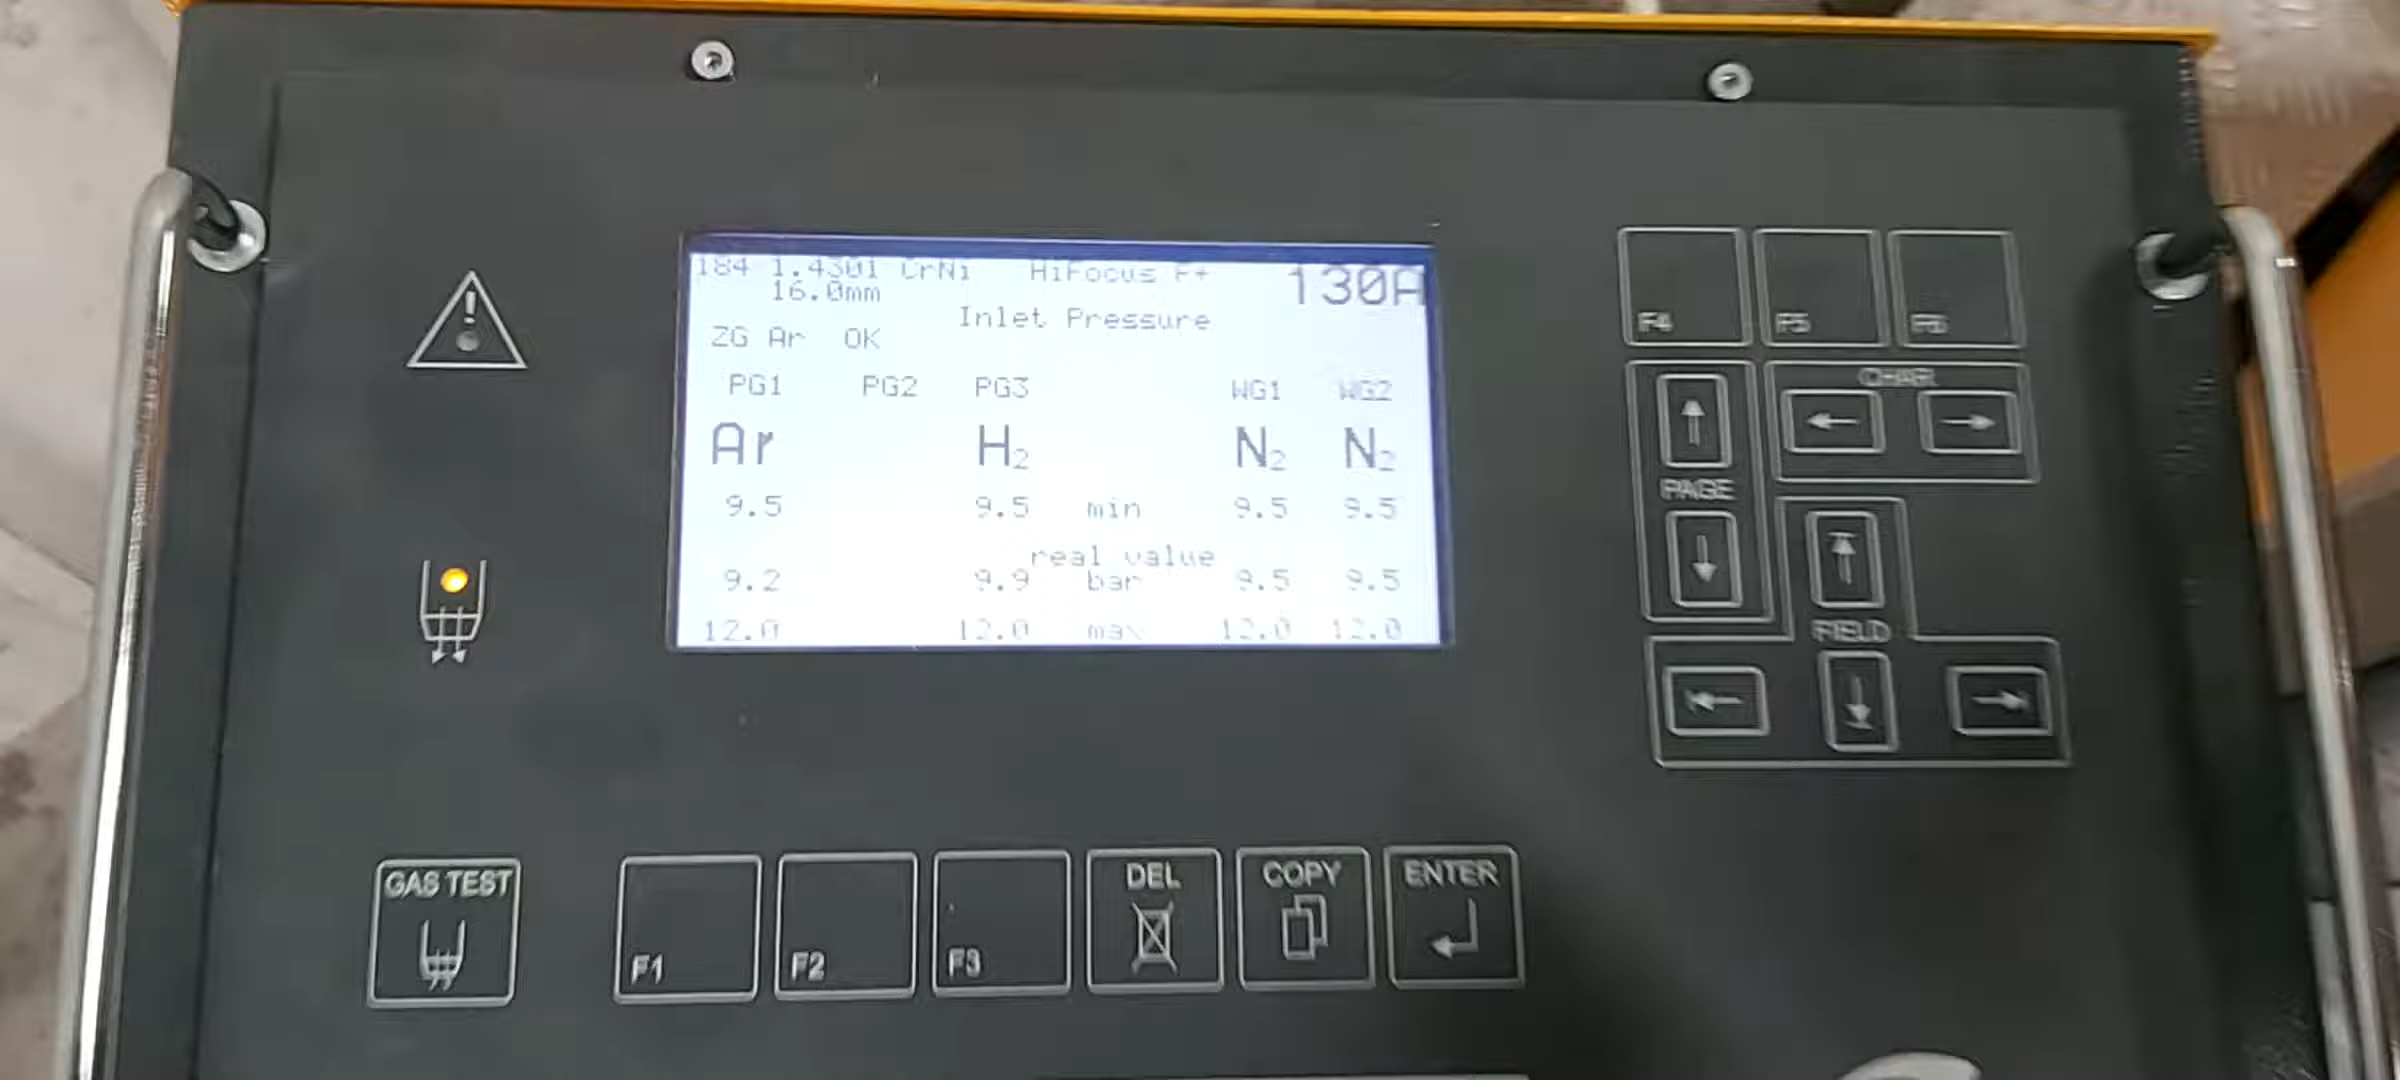 184 1.4301 CrNi HiFocus F+ 130A
16.0mm
Inlet Pressure
ZG Ar OK
PG1 PG2 PG3 WG1 WG2
Ar H₂ N₂ N₂
9.5 9.5 min 9.5 9.5
real value
9.2 9.9 bar 9.5 9.5
12.0 12.0 max 12.0 12.0
F4 F5 F6
CHAR.
PAGE
FIELD
GAS TEST
F1 F2 F3
DEL COPY ENTER